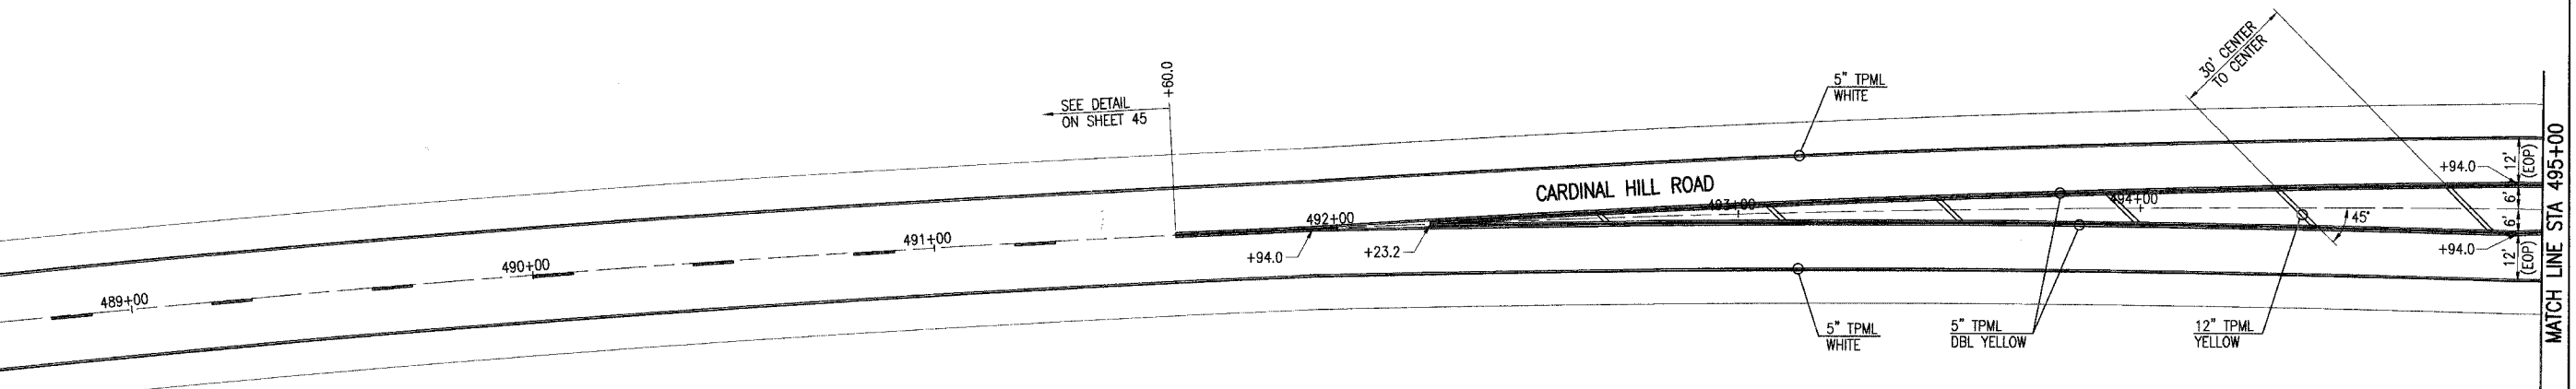 489+00
490+00
491+00
SEE DETAIL
ON SHEET 45
+60.0
492+00
+94.0
+23.2
CARDINAL HILL ROAD
493+00
494+00
5" TPML
WHITE
5" TPML
WHITE
5" TPML
DBL YELLOW
12" TPML
YELLOW
30' CENTER
TO CENTER
45°
+94.0
+94.0
12'
(EOP)
6'
6'
12'
(EOP)
MATCH LINE STA 495+00